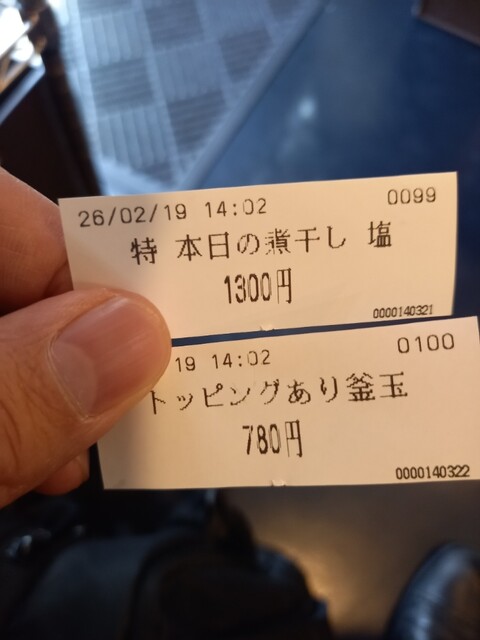 26/02/19 14:02 0099
特 本日の煮干し 塩
1300円
0000140321
19 14:02 0100
トッピングあり釜玉
780円
0000140322